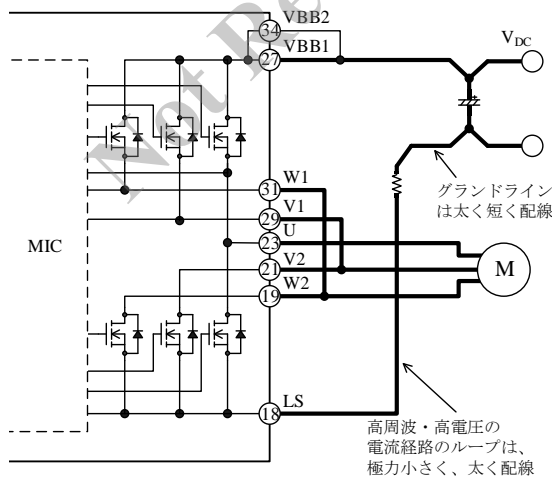 VBB2
34
VBB1
27
VDC
W1
31
V1
29
U
23
V2
21
W2
19
MIC
M
グランドライン
は太く短く配線
LS
18
高周波・高電圧の
電流経路のループは、
極力小さく、太く配線
Not Re